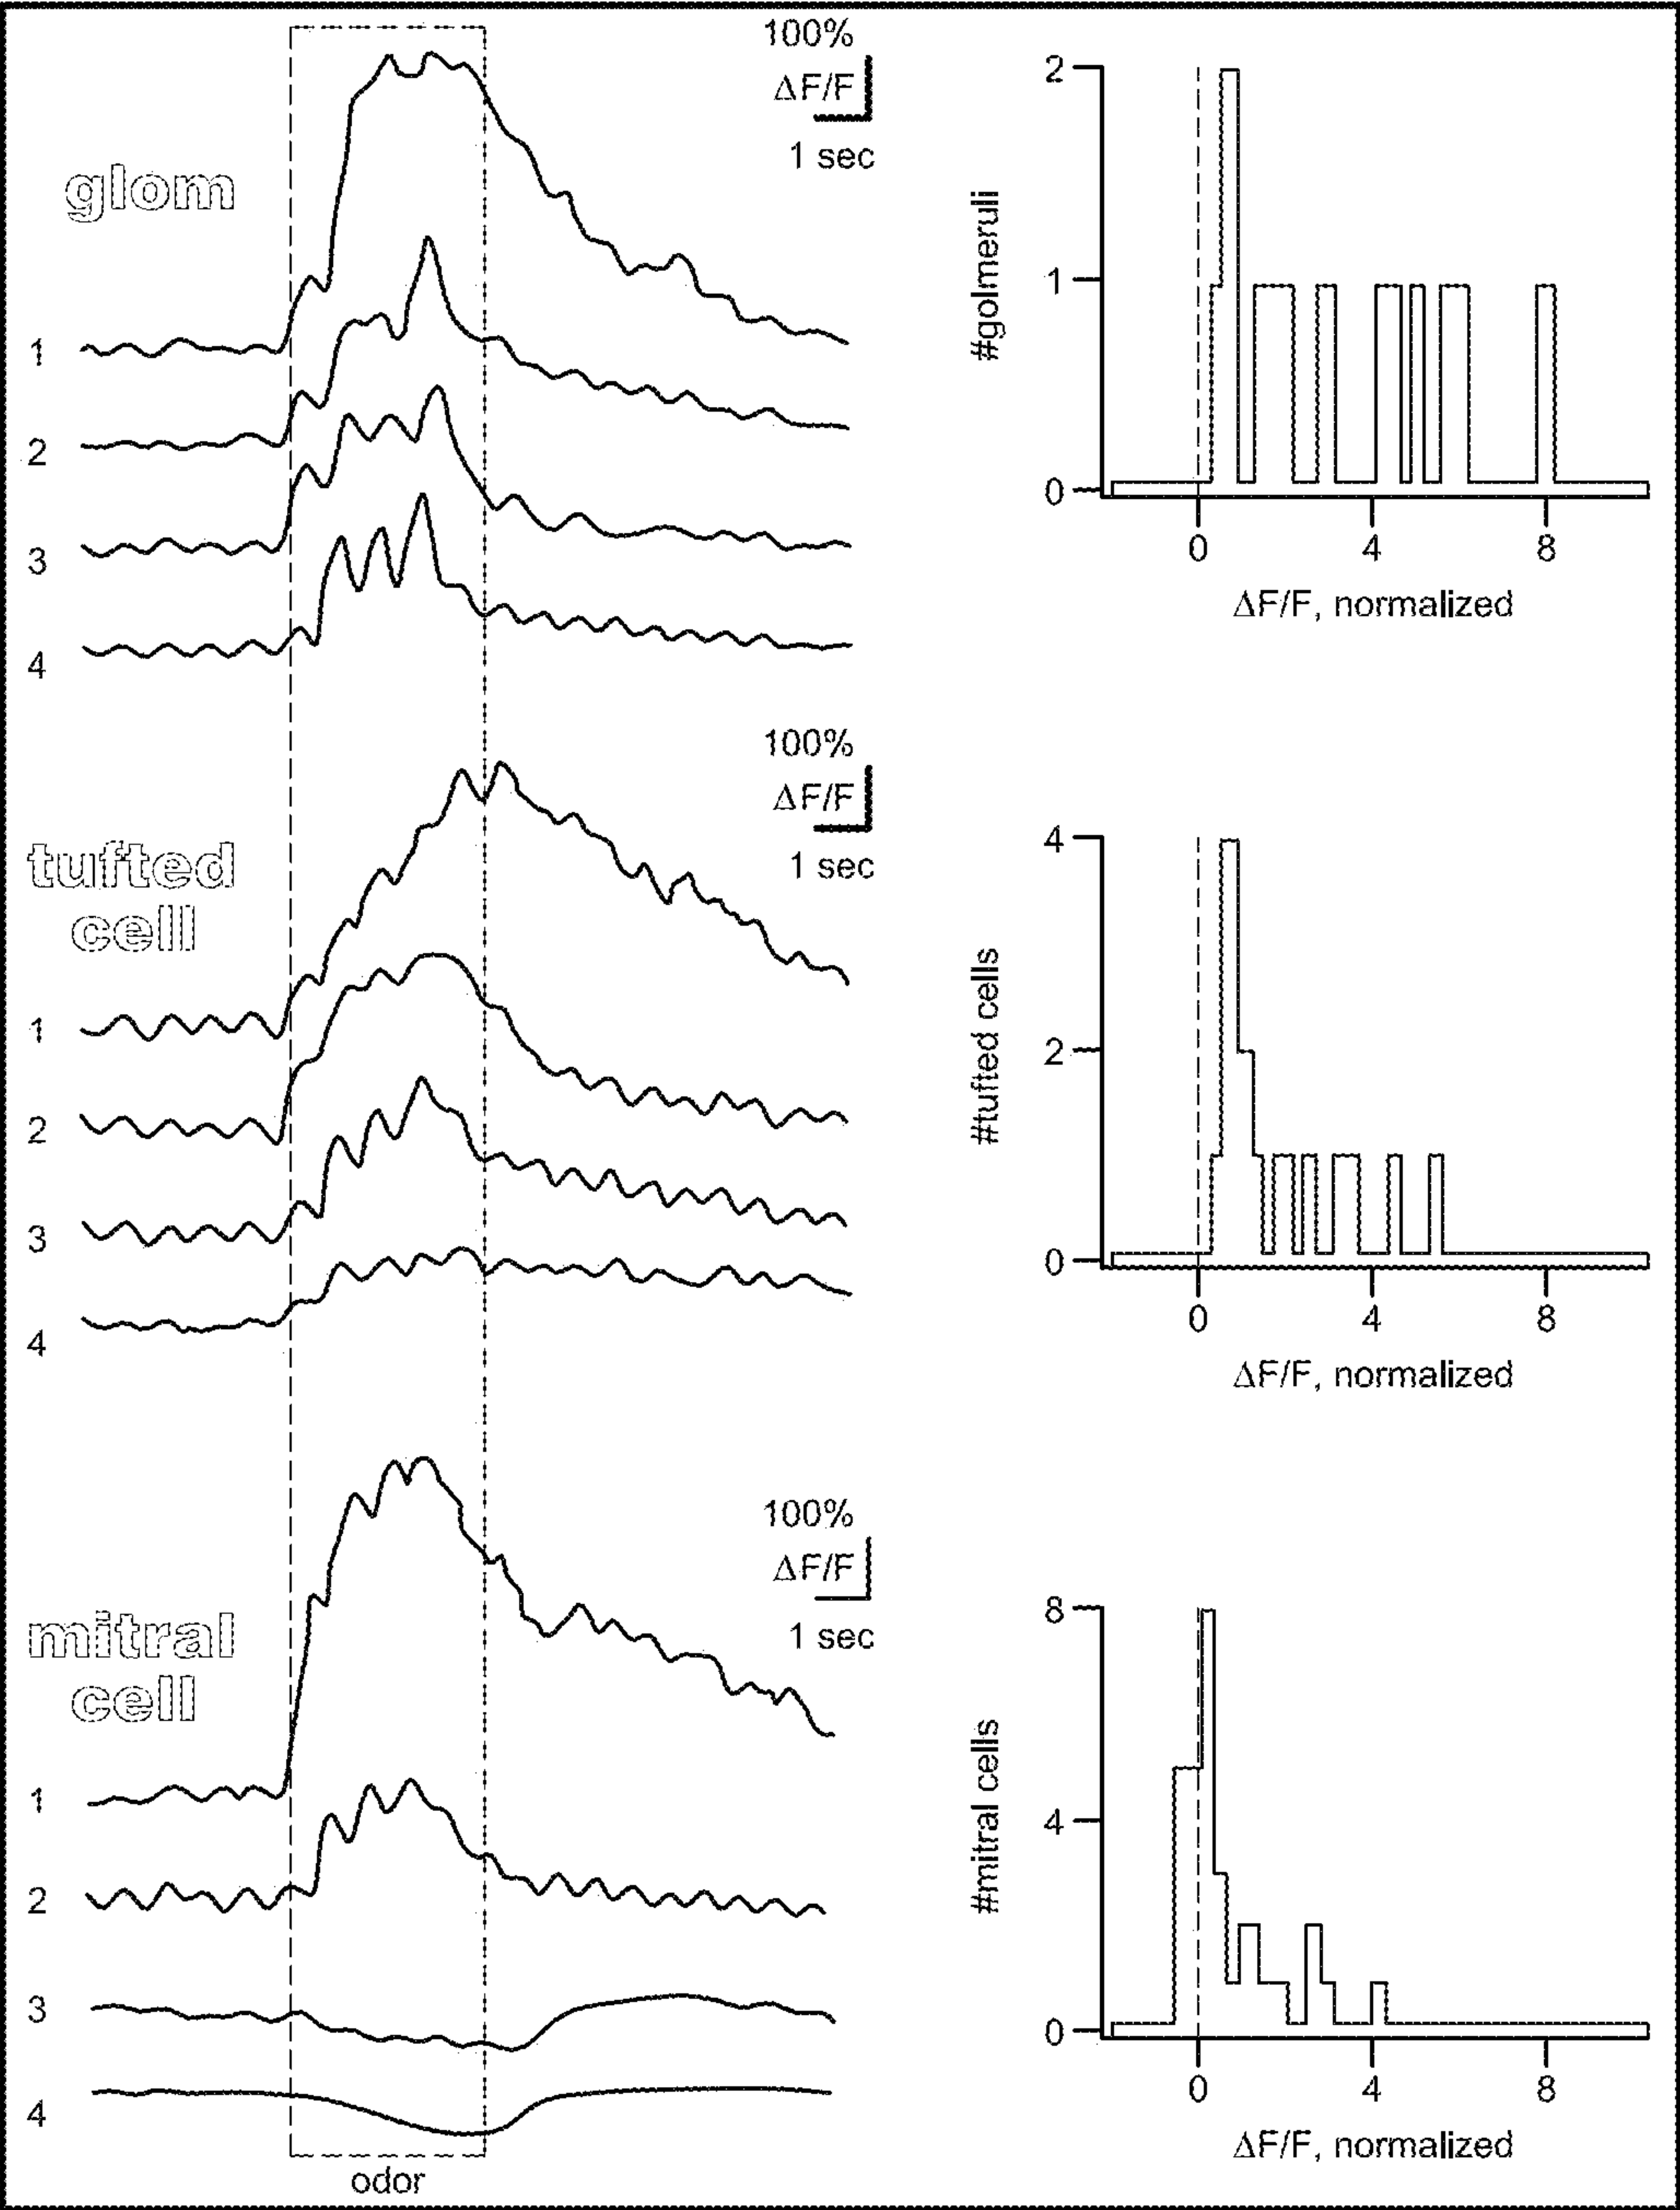 100%
ΔF/F
1 sec
glom
1
2
3
4
2
1
0
#golmeruli
0 4 8
ΔF/F, normalized
100%
ΔF/F
1 sec
tufted
cell
1
2
3
4
4
2
0
#tufted cells
0 4 8
ΔF/F, normalized
100%
ΔF/F
1 sec
mitral
cell
1
2
3
4
odor
8
4
0
#mitral cells
0 4 8
ΔF/F, normalized